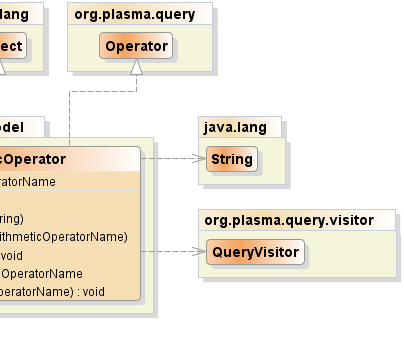 lang
org.plasma.query
ect
Operator
odel
java.lang
cOperator
String
ratorName
org.plasma.query.visitor
ring)
ithmeticOperatorName)
QueryVisitor
void
OperatorName
peratorName) : void